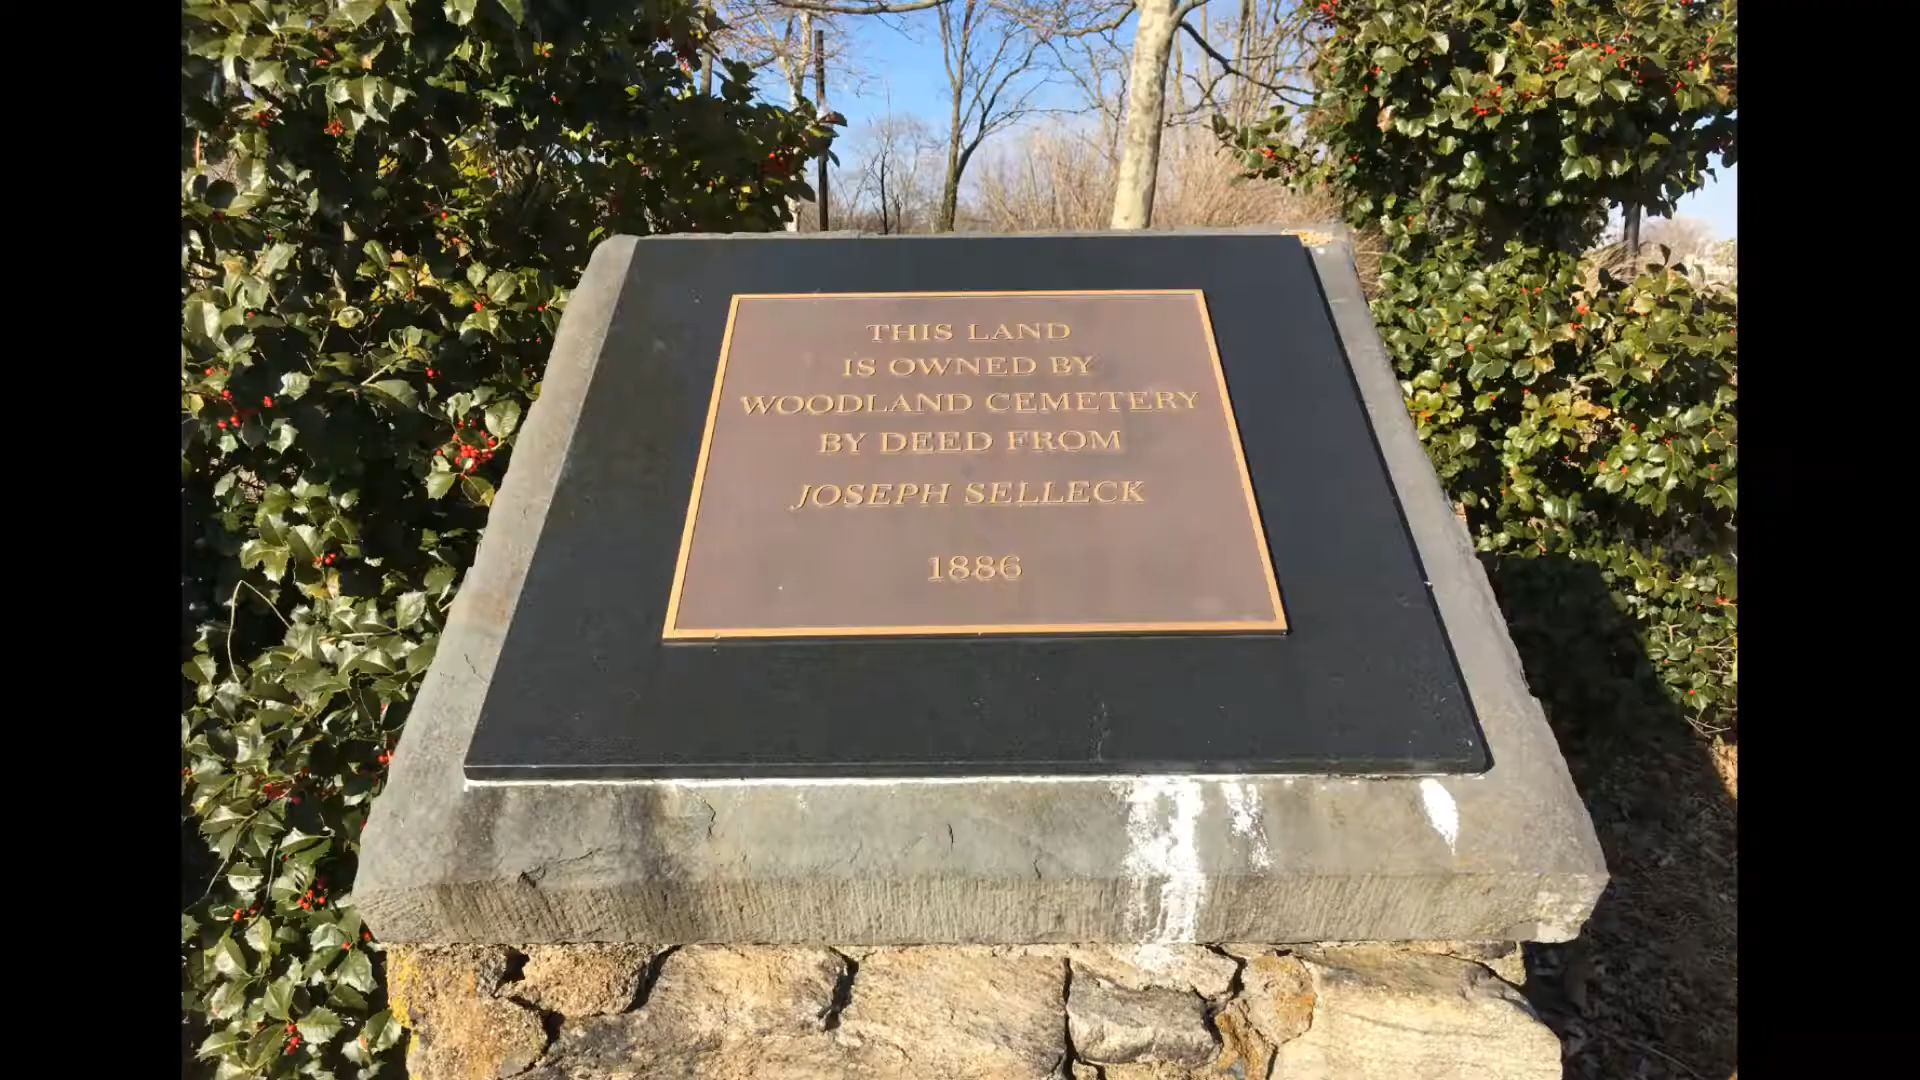 THIS LAND
IS OWNED BY
WOODLAND CEMETERY
BY DEED FROM
JOSEPH SELLECK
1886